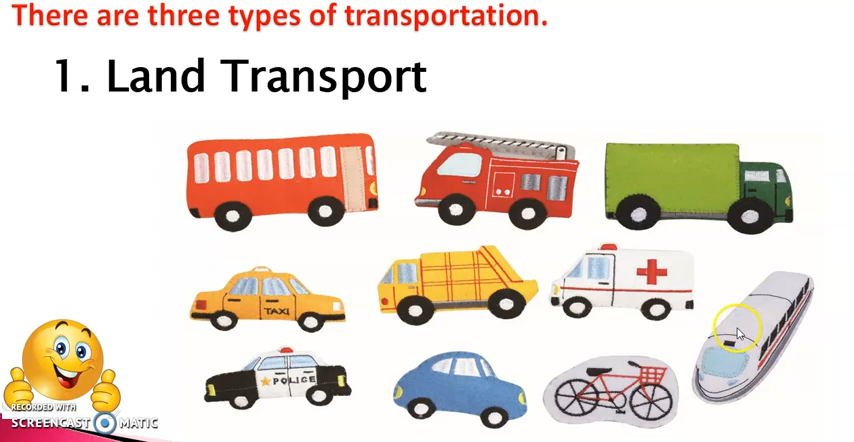 There are three types of transportation.
1. Land Transport
TAXI
POLICE
RECORDED WITH
SCREENCAST MATIC